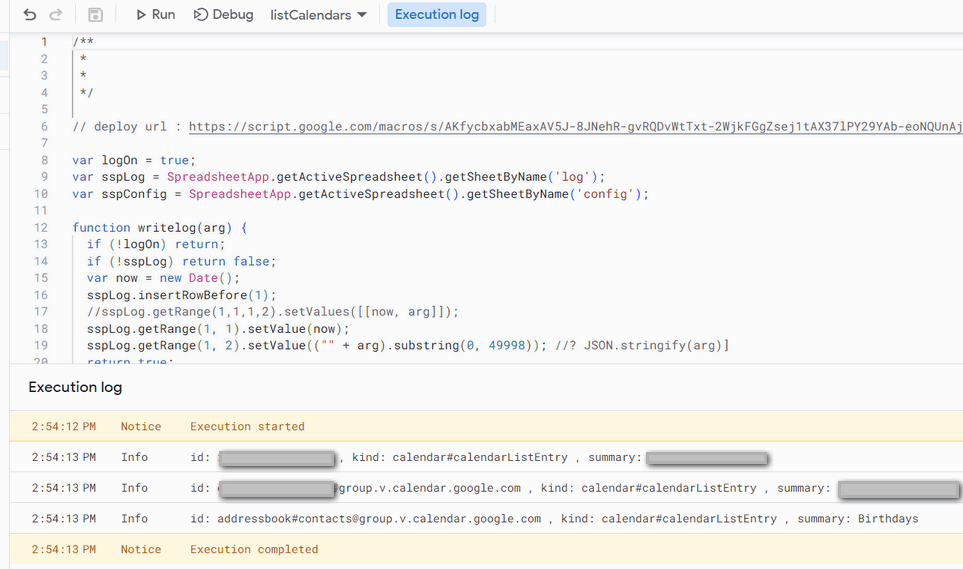 Run Debug listCalendars Execution log
1 /**
2 *
3 *
4 */
5
6 // deploy url : https://script.google.com/macros/s/AKfycbxabMEaxAV5J-8JNehR-gvRQDvWtTxt-2WjkFGgZsej1tAX37lPY29YAb-eoNQUnAj
7
8 var logOn = true;
9 var sspLog = SpreadsheetApp.getActiveSpreadsheet().getSheetByName('log');
10 var sspConfig = SpreadsheetApp.getActiveSpreadsheet().getSheetByName('config');
11
12 function writelog(arg) {
13 if (!logOn) return;
14 if (!sspLog) return false;
15 var now = new Date();
16 sspLog.insertRowBefore(1);
17 //sspLog.getRange(1,1,1,2).setValues([[now, arg]]);
18 sspLog.getRange(1, 1).setValue(now);
19 sspLog.getRange(1, 2).setValue(("" + arg).substring(0, 49998)); //? JSON.stringify(arg)]
20 return true;
Execution log
2:54:12 PM Notice Execution started
2:54:13 PM Info id: , kind: calendar#calendarListEntry , summary:
2:54:13 PM Info id: @group.v.calendar.google.com , kind: calendar#calendarListEntry , summary:
2:54:13 PM Info id: addressbook#contacts@group.v.calendar.google.com , kind: calendar#calendarListEntry , summary: Birthdays
2:54:13 PM Notice Execution completed